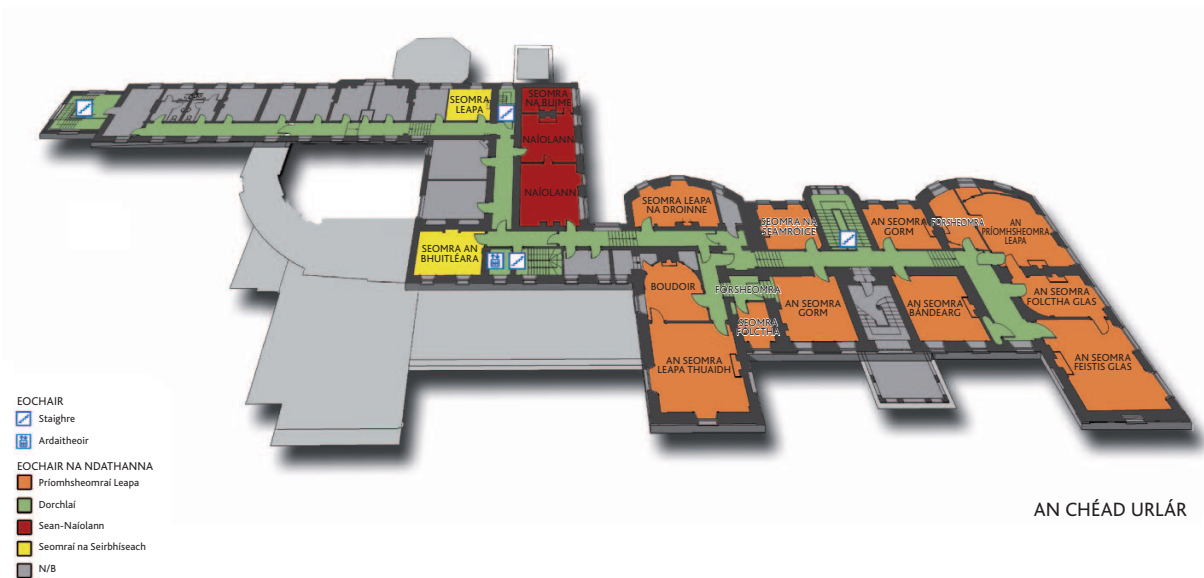 SEOMRA
LEAPA
SEOMRA
NA BUIME
NAÍOLANN
NAÍOLANN
SEOMRA AN
BHUITLÉARA
SEOMRA LEAPA
NA DROINNE
SEOMRA NA
SEAMRÓIGE
AN SEOMRA
GORM
FORSHEOMRA
AN
PRÍOMHSHEOMRA
LEAPA
BOUDOIR
FORSHEOMRA
SEOMRA
FOLCTHA
AN SEOMRA
GORM
AN SEOMRA
BÁNDEARG
AN SEOMRA
FOLCTHA GLAS
AN SEOMRA
LEAPA THUAIDH
AN SEOMRA
FEISTIS GLAS
EOCHAIR
Staighre
Ardaitheoir
EOCHAIR NA NDATHANNA
Príomhsheomraí Leapa
Dorchlaí
Sean-Naíolann
Seomraí na Seirbhíseach
N/B
AN CHÉAD URLÁR